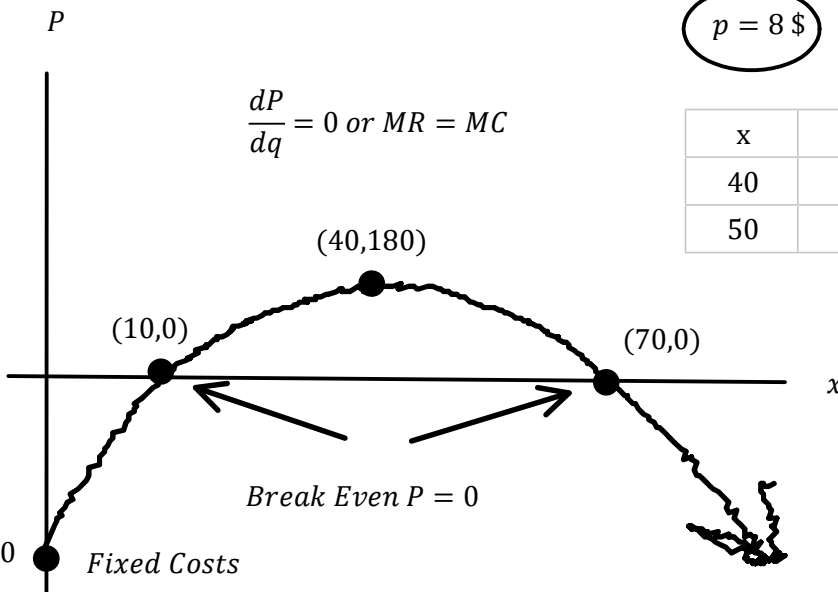 P
p = 8 $
dP
dq
= 0 or MR = MC
x
40
50
(40,180)
(10,0)
(70,0)
x
Break Even P = 0
0
Fixed Costs